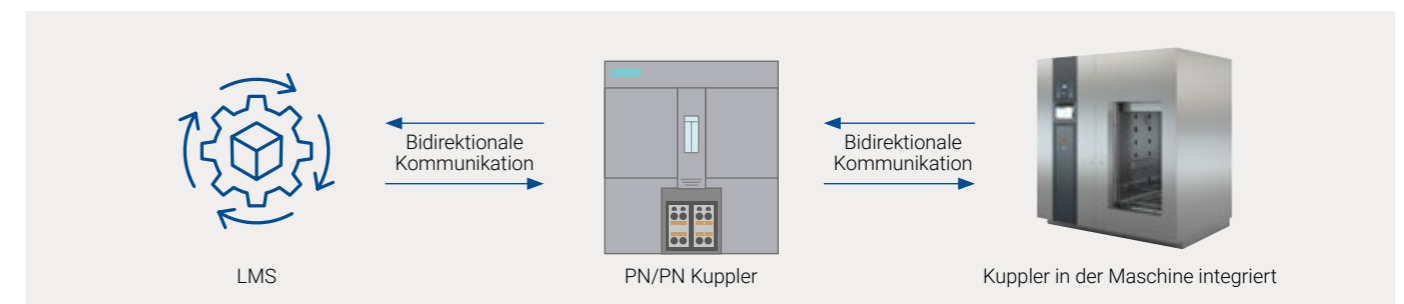 Bidirektionale
Kommunikation
Bidirektionale
Kommunikation
LMS
PN/PN Kuppler
Kuppler in der Maschine integriert